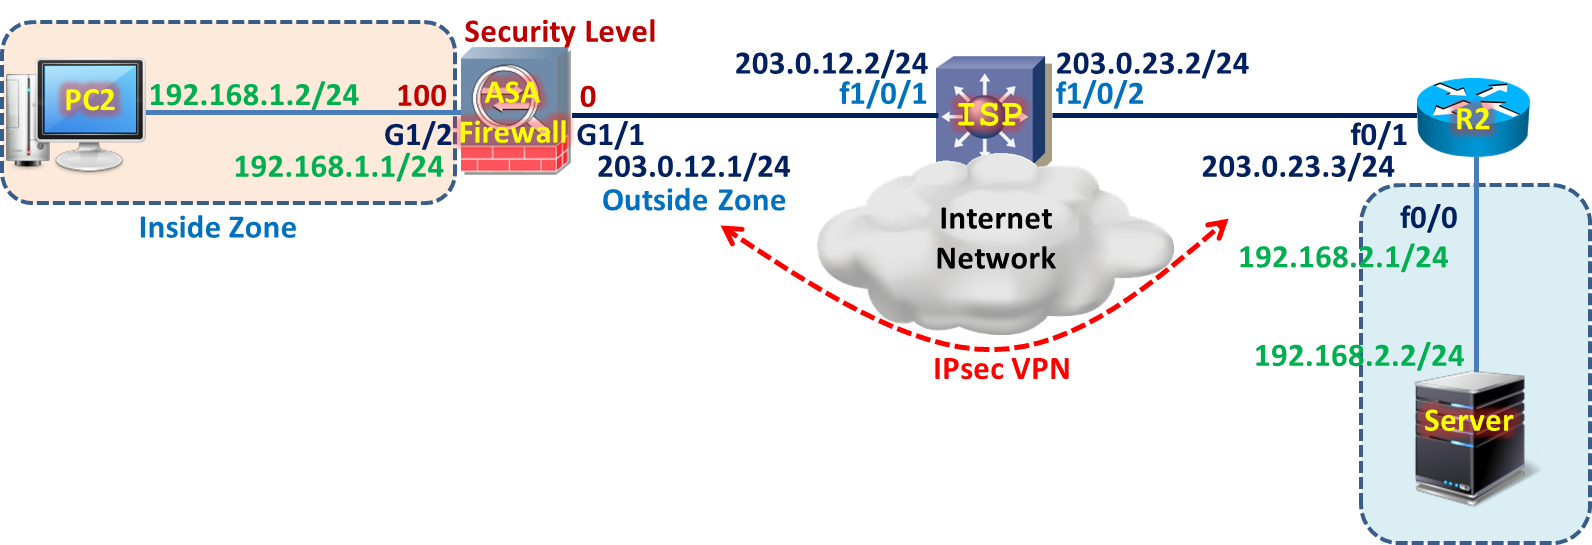 Security Level
203.0.12.2/24
203.0.23.2/24
PC2
192.168.1.2/24
100
ASA
0
f1/0/1
ISP
f1/0/2
G1/2
Firewall
G1/1
f0/1
R2
192.168.1.1/24
203.0.12.1/24
203.0.23.3/24
Outside Zone
Inside Zone
Internet
Network
f0/0
192.168.2.1/24
192.168.2.2/24
IPsec VPN
Server